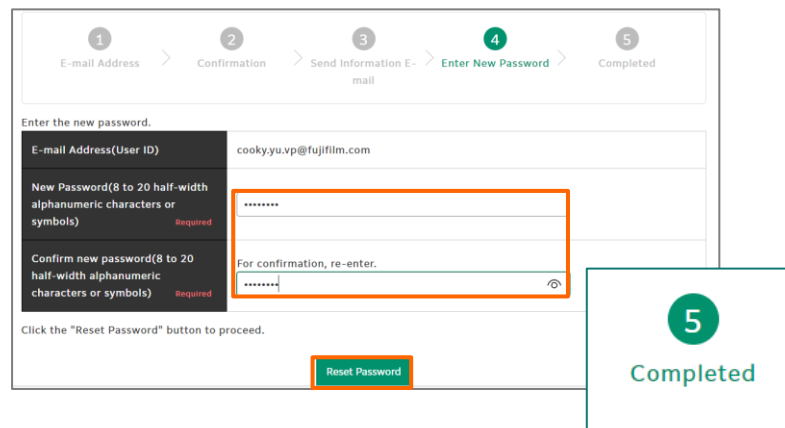 1
2
3
4
5
E-mail Address
Confirmation
Send Information E-
mail
Enter New Password
Completed
Enter the new password.
E-mail Address(User ID)
cooky.yu.vp@fujifilm.com
New Password(8 to 20 half-width
alphanumeric characters or
symbols) Required
••••••••
Confirm new password(8 to 20
half-width alphanumeric
characters or symbols) Required
For confirmation, re-enter.
••••••••
Click the "Reset Password" button to proceed.
Reset Password
5
Completed